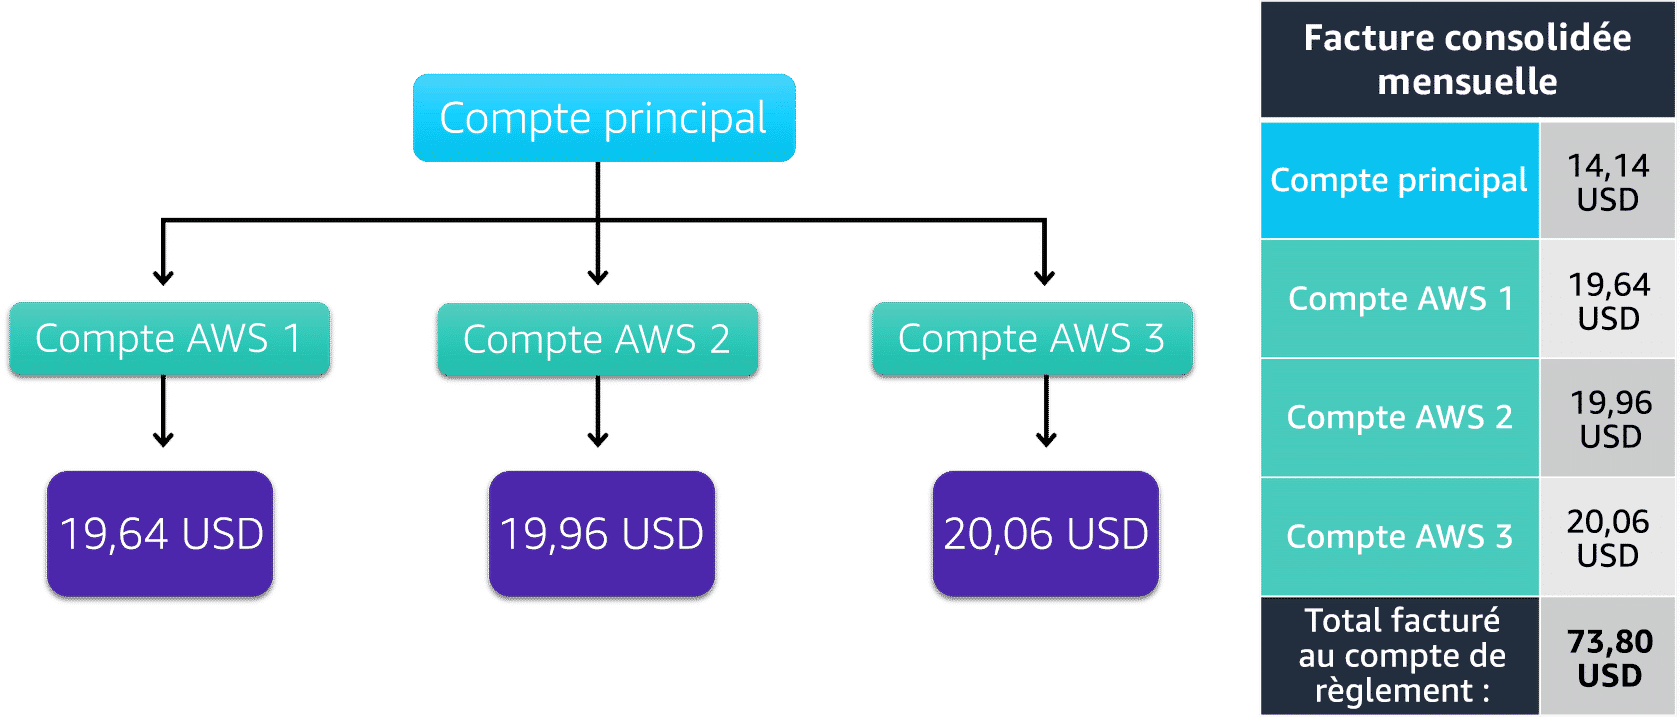 Compte principal
Compte AWS 1
Compte AWS 2
Compte AWS 3
19,64 USD
19,96 USD
20,06 USD
Facture consolidée
mensuelle
Compte principal
14,14
USD
Compte AWS 1
19,64
USD
Compte AWS 2
19,96
USD
Compte AWS 3
20,06
USD
Total facturé
au compte de
règlement :
73,80
USD